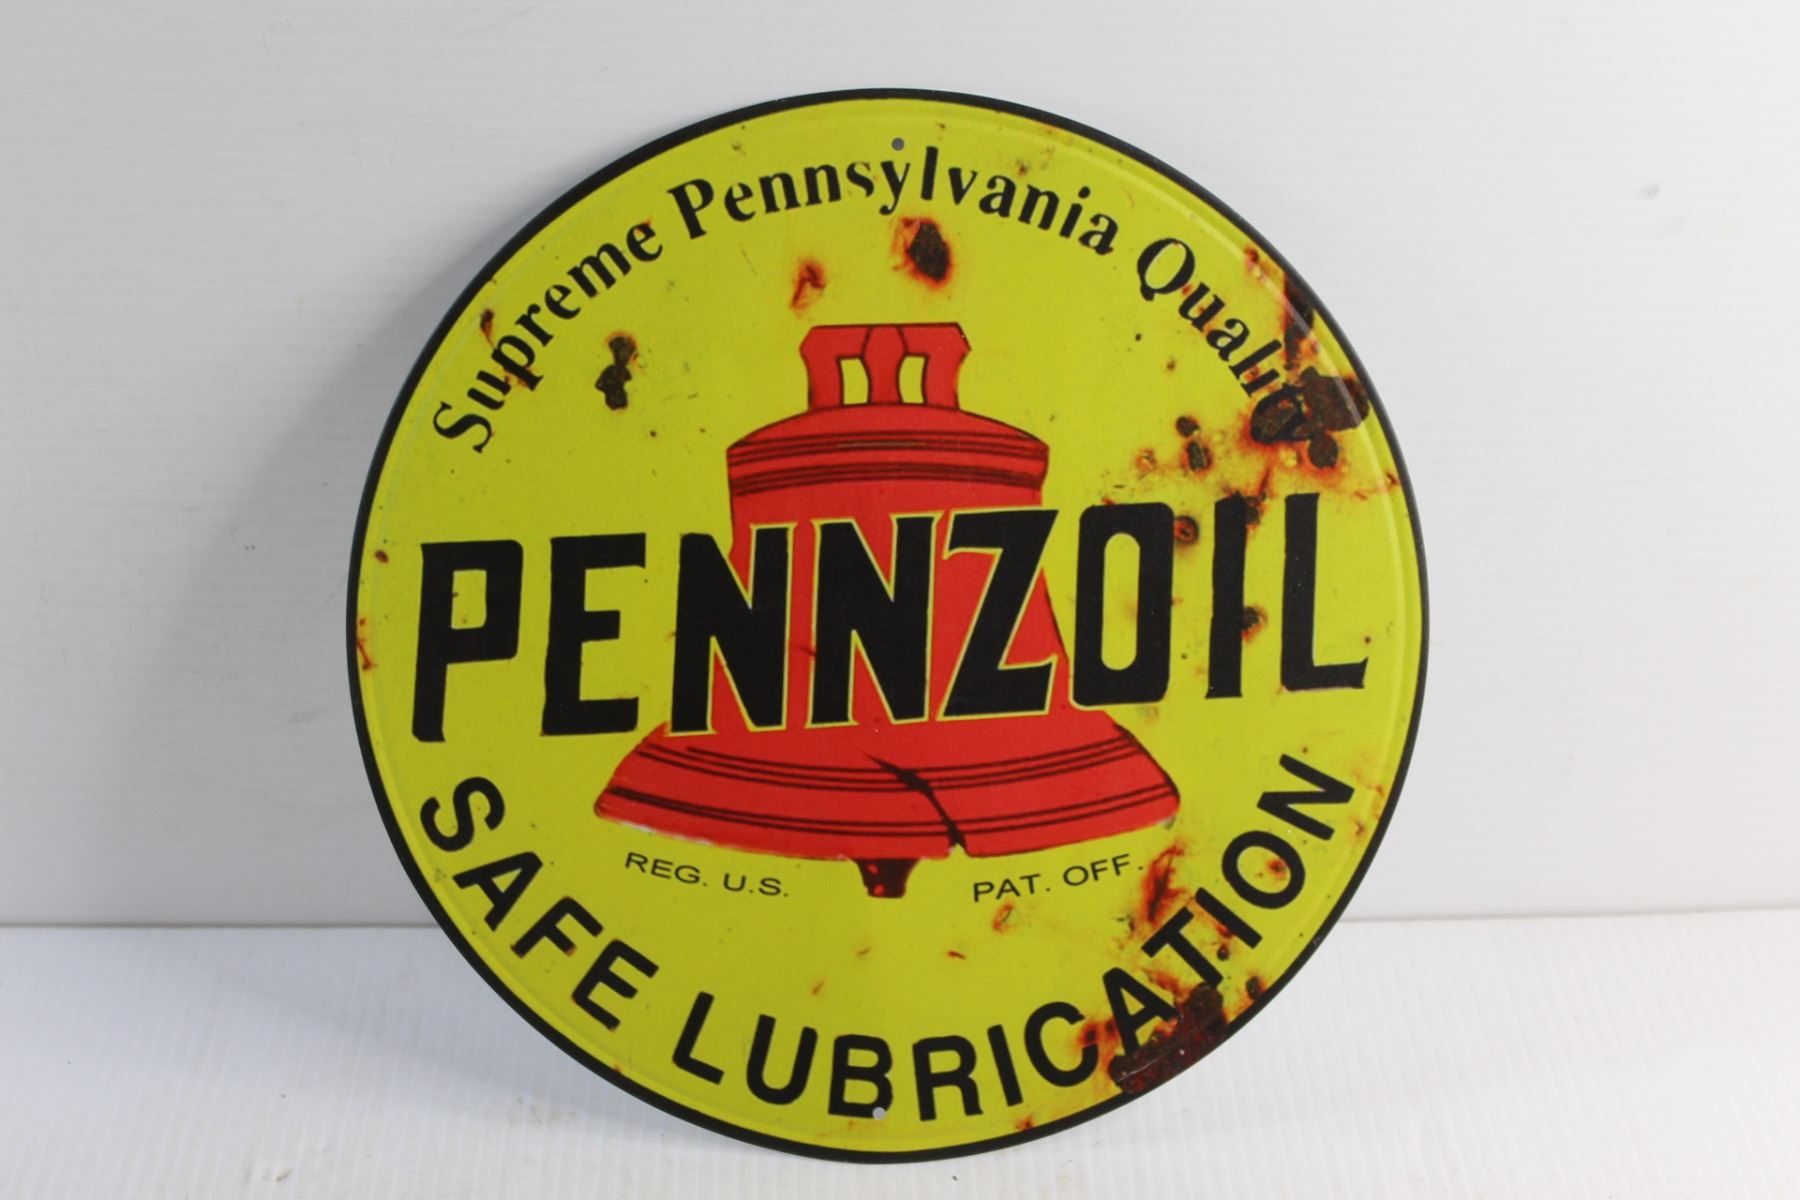 Supreme Pennsylvania Quality
PENNZOIL
REG. U.S. PAT. OFF.
SAFE LUBRICATION